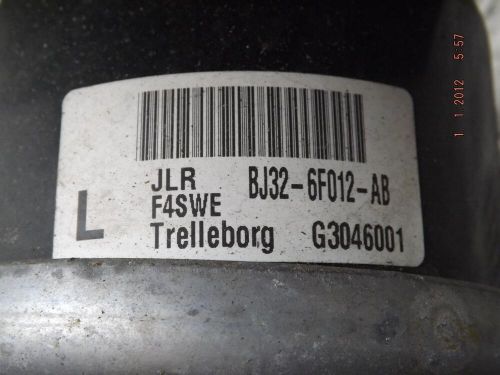 JLR BJ32-6F012-AB
F4SWE
L
Trelleborg G3046001
1 1 2012 5:57